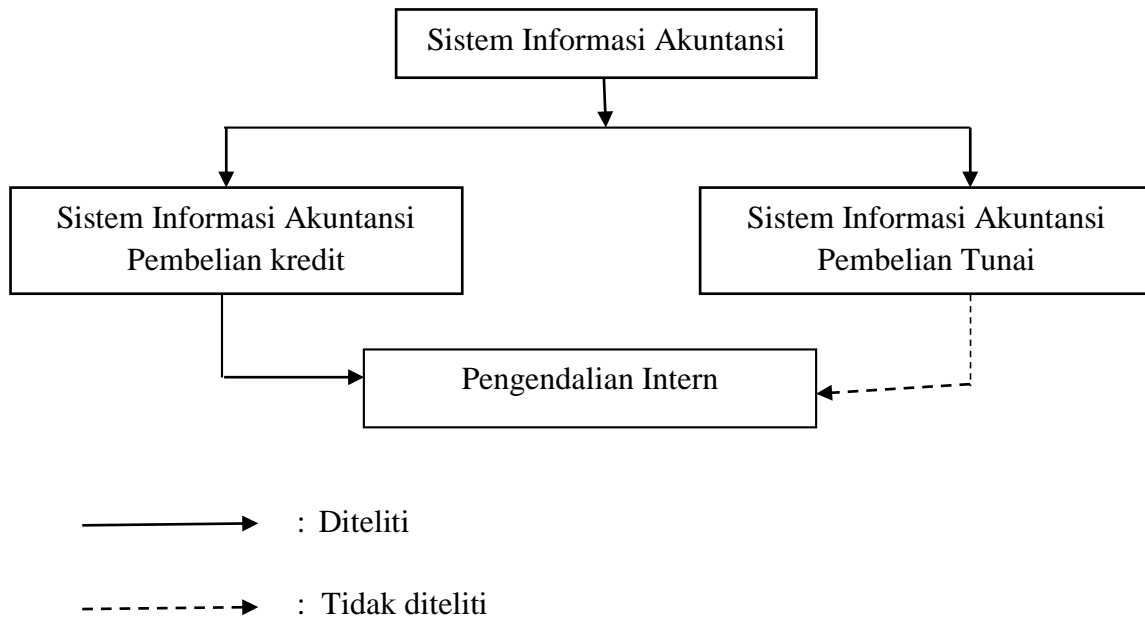 Sistem Informasi Akuntansi
Sistem Informasi Akuntansi
Pembelian kredit
Sistem Informasi Akuntansi
Pembelian Tunai
Pengendalian Intern
: Diteliti
: Tidak diteliti